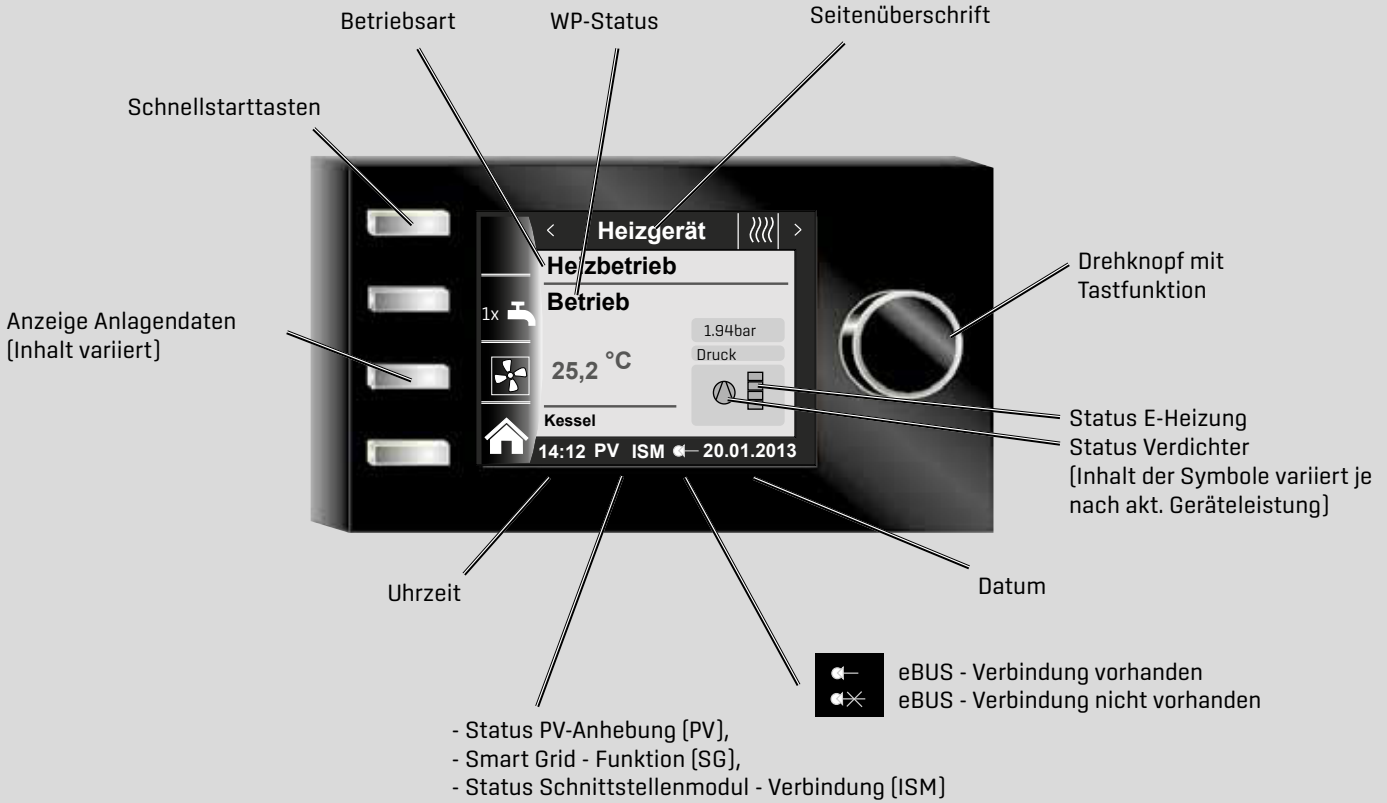 Betriebsart
WP-Status
Seitenüberschrift
Schnellstarttasten
Anzeige Anlagendaten
(Inhalt variiert)
< Heizgerät >
Heizbetrieb
Betrieb
1x
1.94bar
Druck
25,2 °C
Kessel
14:12 PV ISM 20.01.2013
Drehknopf mit
Tastfunktion
Status E-Heizung
Status Verdichter
(Inhalt der Symbole variiert je
nach akt. Geräteleistung)
Uhrzeit
Datum
eBUS - Verbindung vorhanden
eBUS - Verbindung nicht vorhanden
- Status PV-Anhebung (PV),
- Smart Grid - Funktion (SG),
- Status Schnittstellenmodul - Verbindung (ISM)